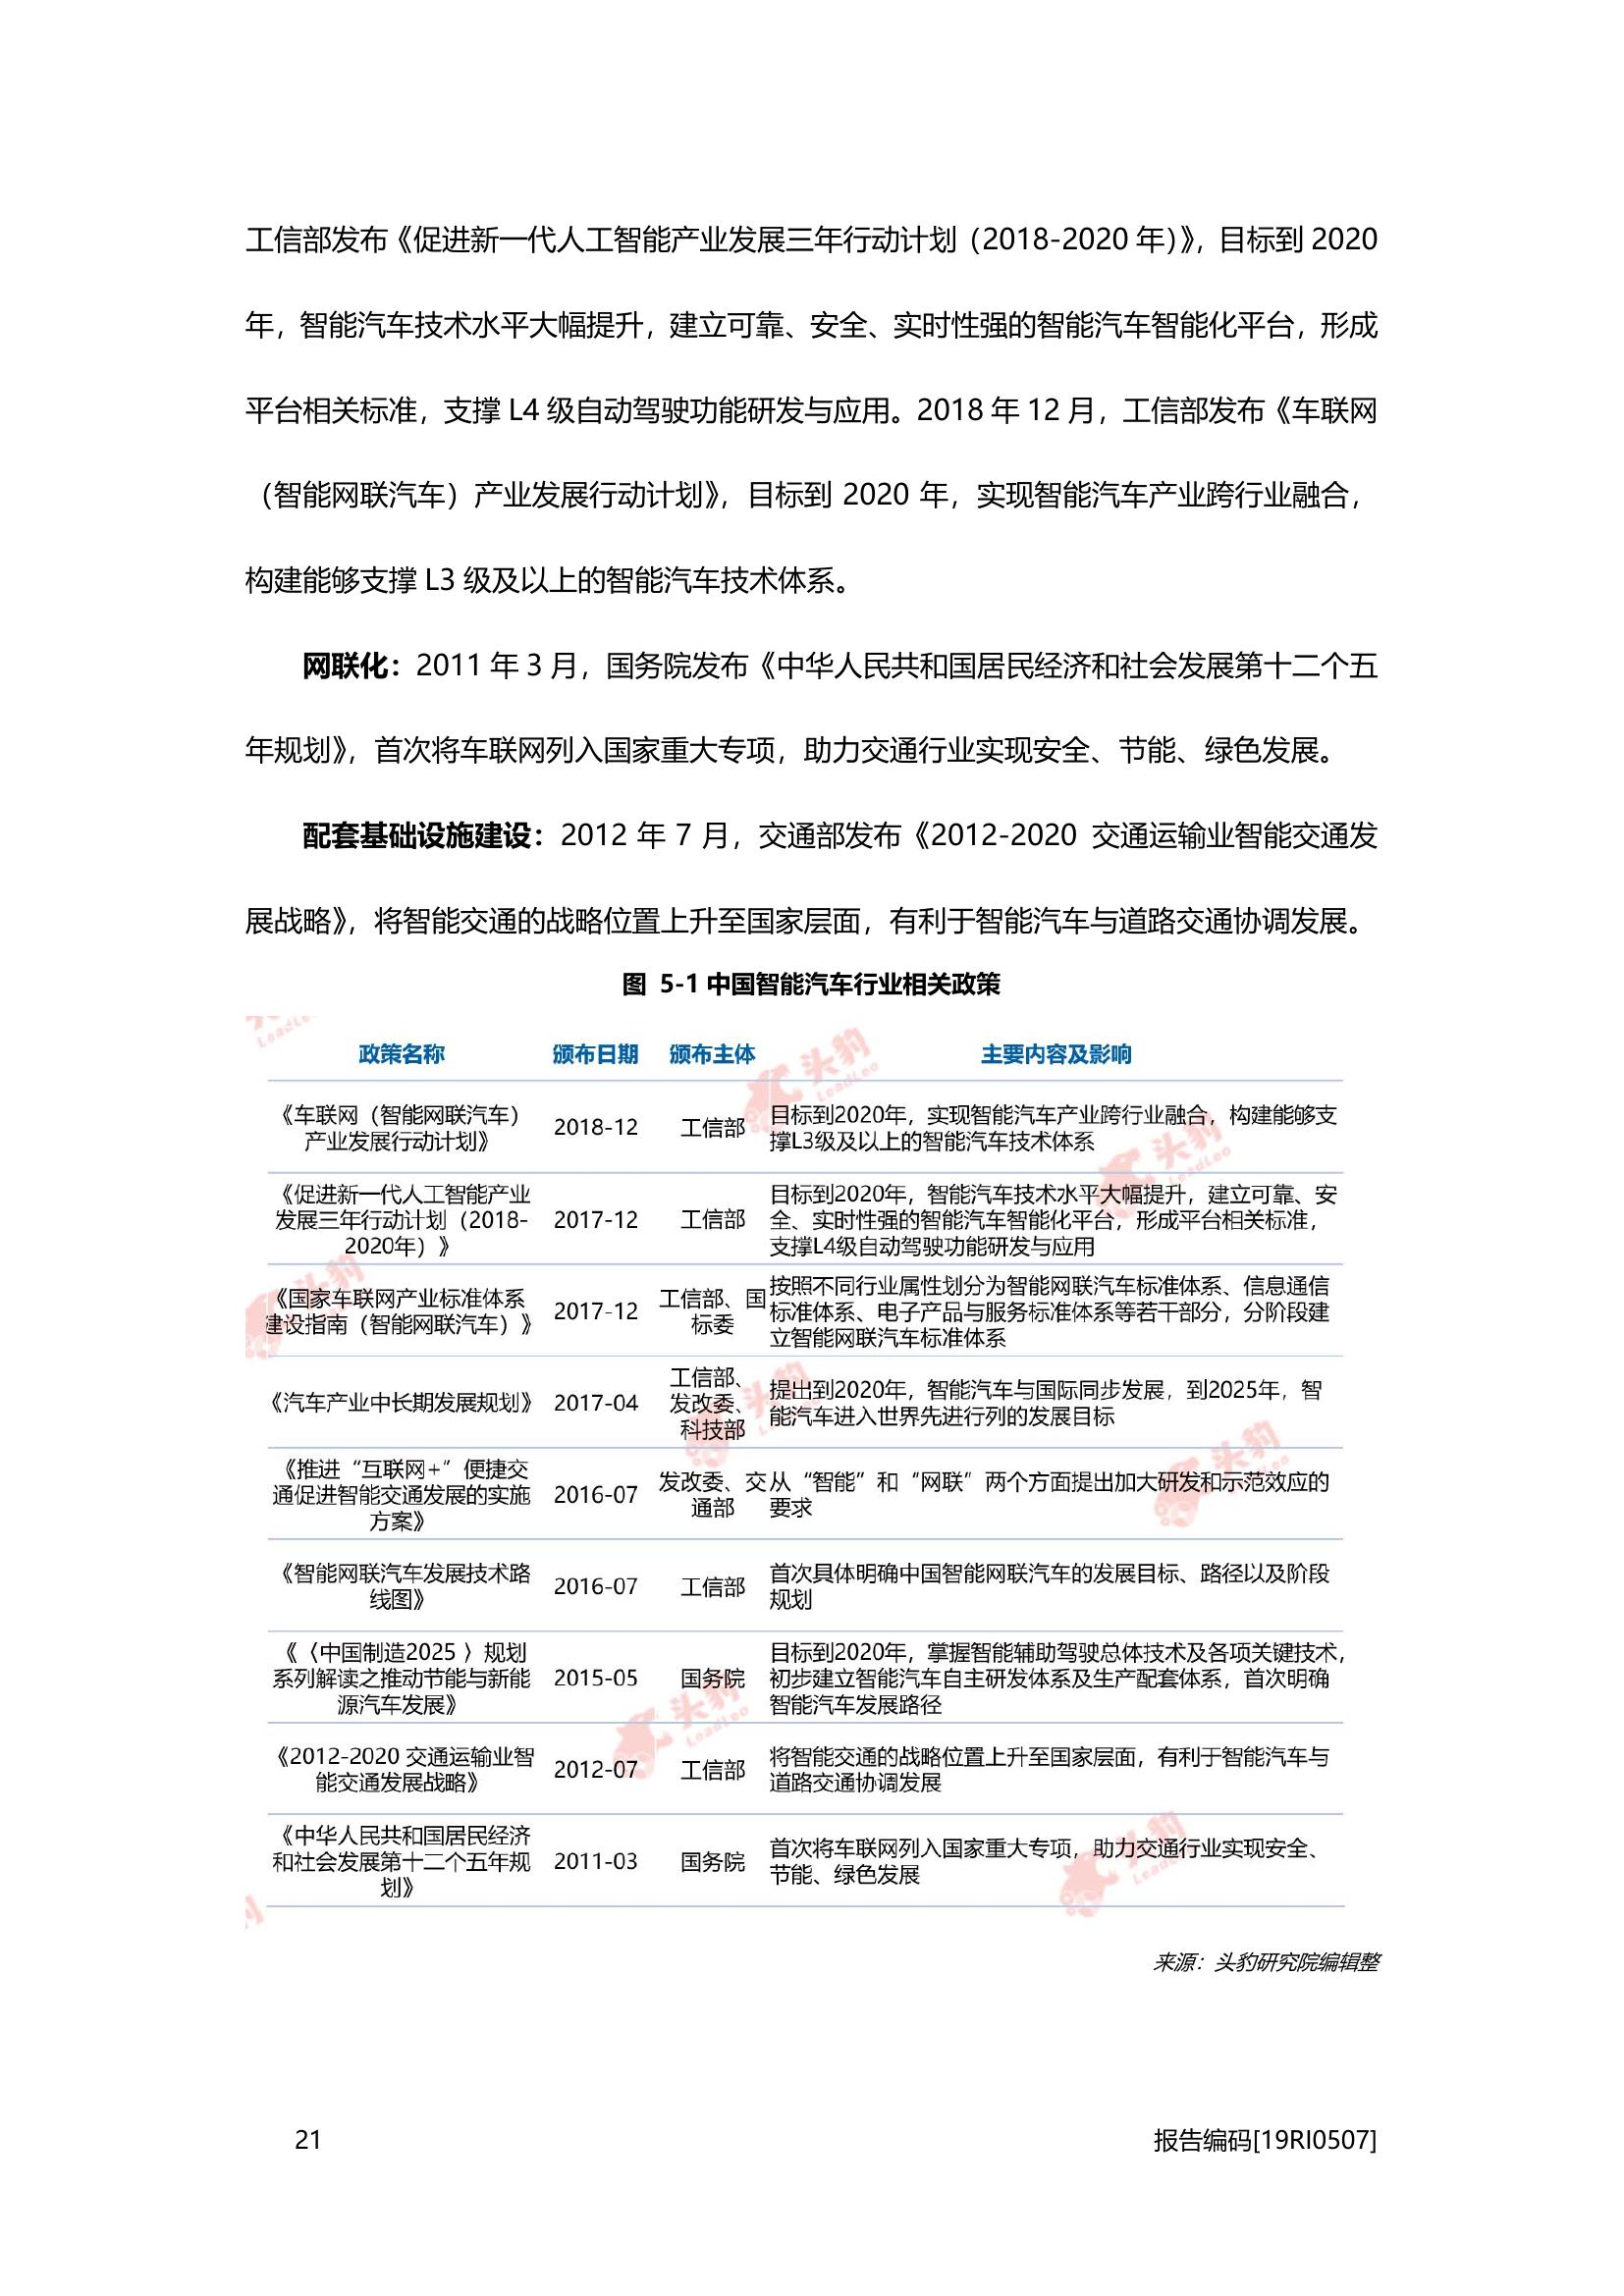 工信部发布《促进新一代人工智能产业发展三年行动计划（2018-2020 年）》，目标到 2020
年，智能汽车技术水平大幅提升，建立可靠、安全、实时性强的智能汽车智能化平台，形成
平台相关标准，支撑 L4 级自动驾驶功能研发与应用。2018 年 12 月，工信部发布《车联网
（智能网联汽车）产业发展行动计划》，目标到 2020 年，实现智能汽车产业跨行业融合，
构建能够支撑 L3 级及以上的智能汽车技术体系。
网联化：2011 年 3 月，国务院发布《中华人民共和国居民经济和社会发展第十二个五
年规划》，首次将车联网列入国家重大专项，助力交通行业实现安全、节能、绿色发展。
配套基础设施建设：2012 年 7 月，交通部发布《2012-2020 交通运输业智能交通发
展战略》，将智能交通的战略位置上升至国家层面，有利于智能汽车与道路交通协调发展。
图 5-1 中国智能汽车行业相关政策
政策名称 颁布日期 颁布主体 主要内容及影响
《车联网（智能网联汽车）
产业发展行动计划》
2018-12
工信部
目标到2020年，实现智能汽车产业跨行业融合，构建能够支
撑L3级及以上的智能汽车技术体系
《促进新一代人工智能产业
发展三年行动计划（2018-
2020年）》
2017-12
工信部
目标到2020年，智能汽车技术水平大幅提升，建立可靠、安
全、实时性强的智能汽车智能化平台，形成平台相关标准，
支撑L4级自动驾驶功能研发与应用
《国家车联网产业标准体系
建设指南（智能网联汽车）》
2017-12
工信部、国
标委
按照不同行业属性划分为智能网联汽车标准体系、信息通信
标准体系、电子产品与服务标准体系等若干部分，分阶段建
立智能网联汽车标准体系
《汽车产业中长期发展规划》
2017-04
工信部、
发改委、
科技部
提出到2020年，智能汽车与国际同步发展，到2025年，智
能汽车进入世界先进行列的发展目标
《推进“互联网+”便捷交
通促进智能交通发展的实施
方案》
2016-07
发改委、交
通部
从“智能”和“网联”两个方面提出加大研发和示范效应的
要求
《智能网联汽车发展技术路
线图》
2016-07
工信部
首次具体明确中国智能网联汽车的发展目标、路径以及阶段
规划
《〈中国制造2025 〉规划
系列解读之推动节能与新能
源汽车发展》
2015-05
国务院
目标到2020年，掌握智能辅助驾驶总体技术及各项关键技术，
初步建立智能汽车自主研发体系及生产配套体系，首次明确
智能汽车发展路径
《2012-2020 交通运输业智
能交通发展战略》
2012-07
工信部
将智能交通的战略位置上升至国家层面，有利于智能汽车与
道路交通协调发展
《中华人民共和国居民经济
和社会发展第十二个五年规
划》
2011-03
国务院
首次将车联网列入国家重大专项，助力交通行业实现安全、
节能、绿色发展
来源：头豹研究院编辑整
21
报告编码[19RI0507]
头豹
LeadLeo